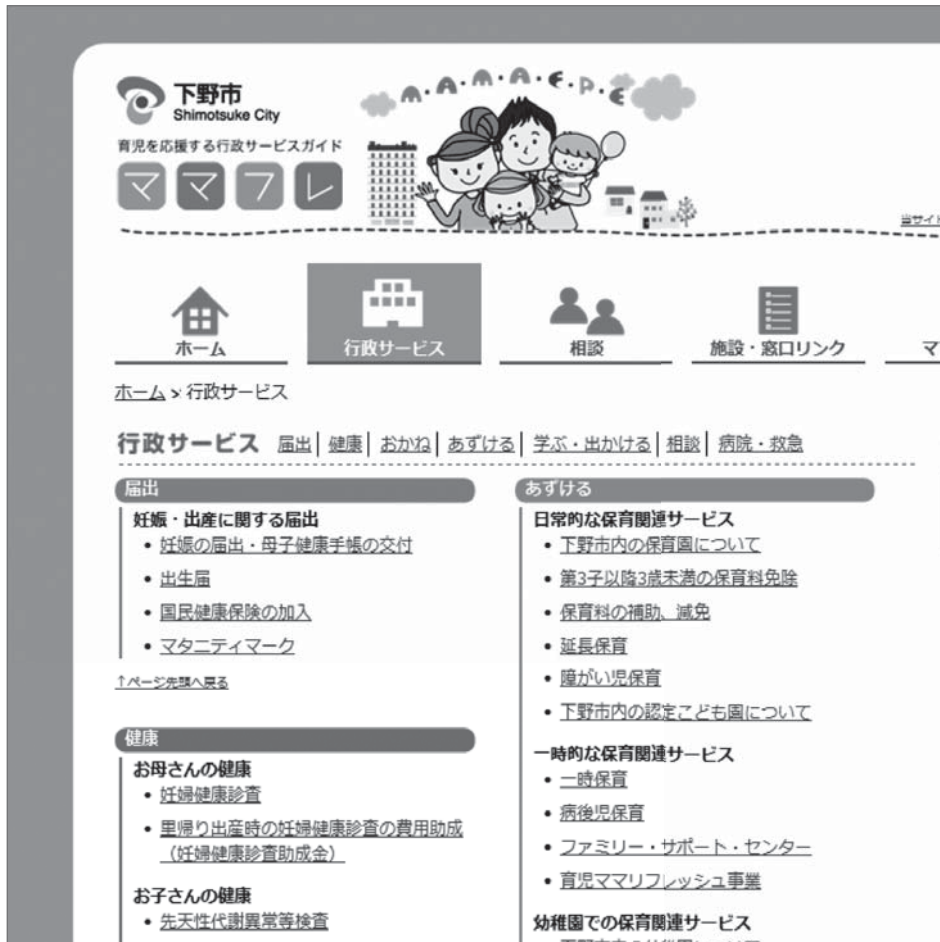 下野市
Shimotsuke City
育児を応援する行政サービスガイド
ママフレ
M・A・M・A・E・P・E
当サイト
ホーム
行政サービス
相談
施設・窓口リンク
マ
ホーム > 行政サービス
行政サービス 届出| 健康| おかね| あずける| 学ぶ・出かける| 相談| 病院・救急
届出
妊娠・出産に関する届出
• 妊娠の届出・母子健康手帳の交付
• 出生届
• 国民健康保険の加入
• マタニティマーク
↑ページ先頭へ戻る
健康
お母さんの健康
• 妊婦健康診査
• 里帰り出産時の妊婦健康診査の費用助成
（妊婦健康診査助成金）
お子さんの健康
• 先天性代謝異常等検査
あずける
日常的な保育関連サービス
• 下野市内の保育園について
• 第3子以降3歳未満の保育料免除
• 保育料の補助、減免
• 延長保育
• 障がい児保育
• 下野市内の認定こども園について
一時的な保育関連サービス
• 一時保育
• 病後児保育
• ファミリー・サポート・センター
• 育児ママリフレッシュ事業
幼稚園での保育関連サービス